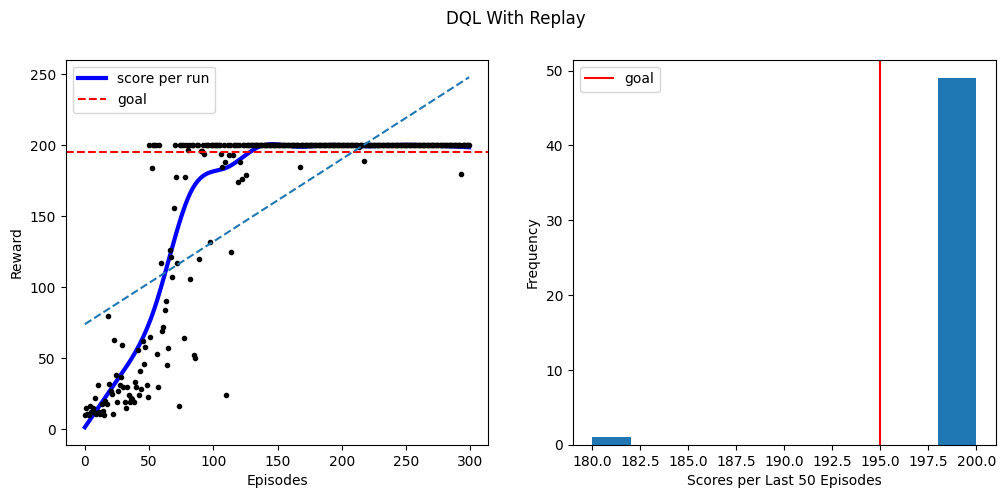 DQL With Replay
score per run
goal
250
200
150
100
50
0
Reward
0 50 100 150 200 250 300
Episodes
goal
50
40
30
20
10
0
Frequency
180.0 182.5 185.0 187.5 190.0 192.5 195.0 197.5 200.0
Scores per Last 50 Episodes